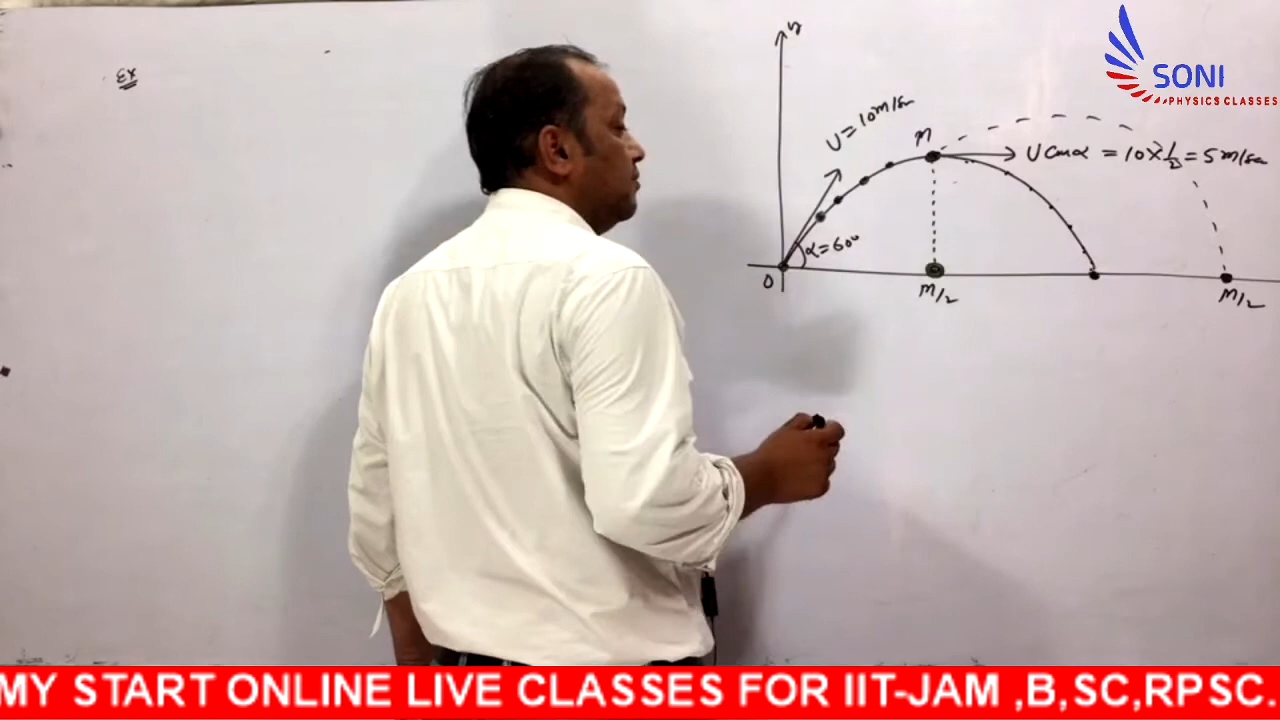 Ex
y
U = 10 m/sec
M
U Cos α = 10 × 1/2 = 5 m/sec
α = 60°
O
M/2
M/2
SONI
PHYSICS CLASSES
MY START ONLINE LIVE CLASSES FOR IIT-JAM ,B,SC,RPSC.